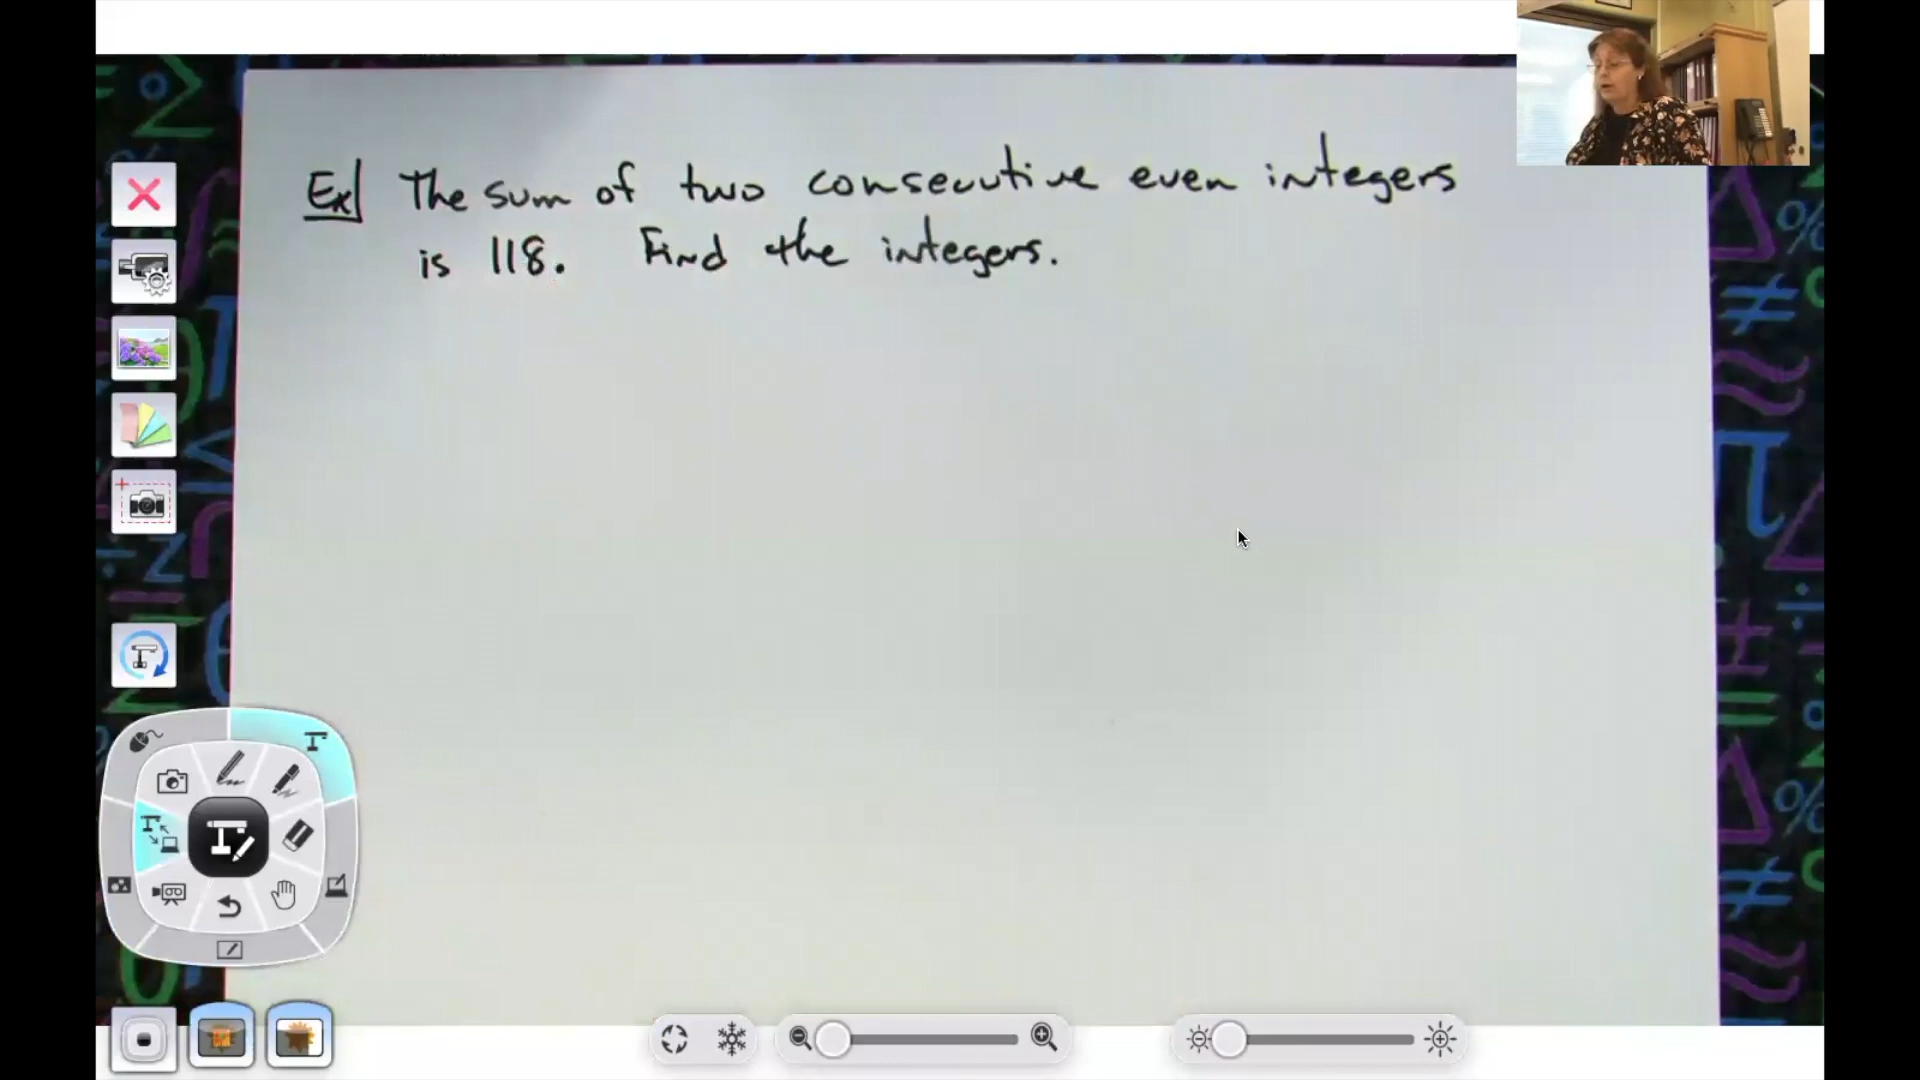 Ex The sum of two consecutive even integers
is 118. Find the integers.